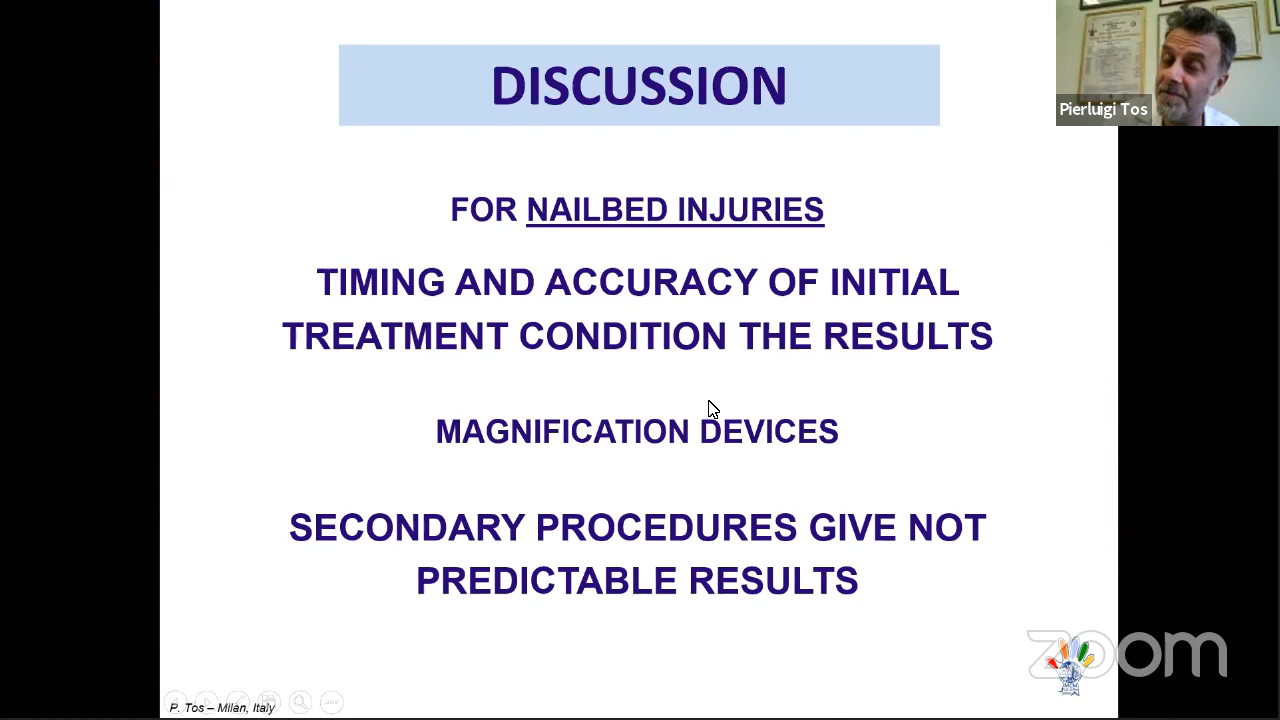 DISCUSSION
Pierluigi Tos
FOR NAILBED INJURIES
TIMING AND ACCURACY OF INITIAL
TREATMENT CONDITION THE RESULTS
MAGNIFICATION DEVICES
SECONDARY PROCEDURES GIVE NOT
PREDICTABLE RESULTS
zoom
P. Tos – Milan, Italy